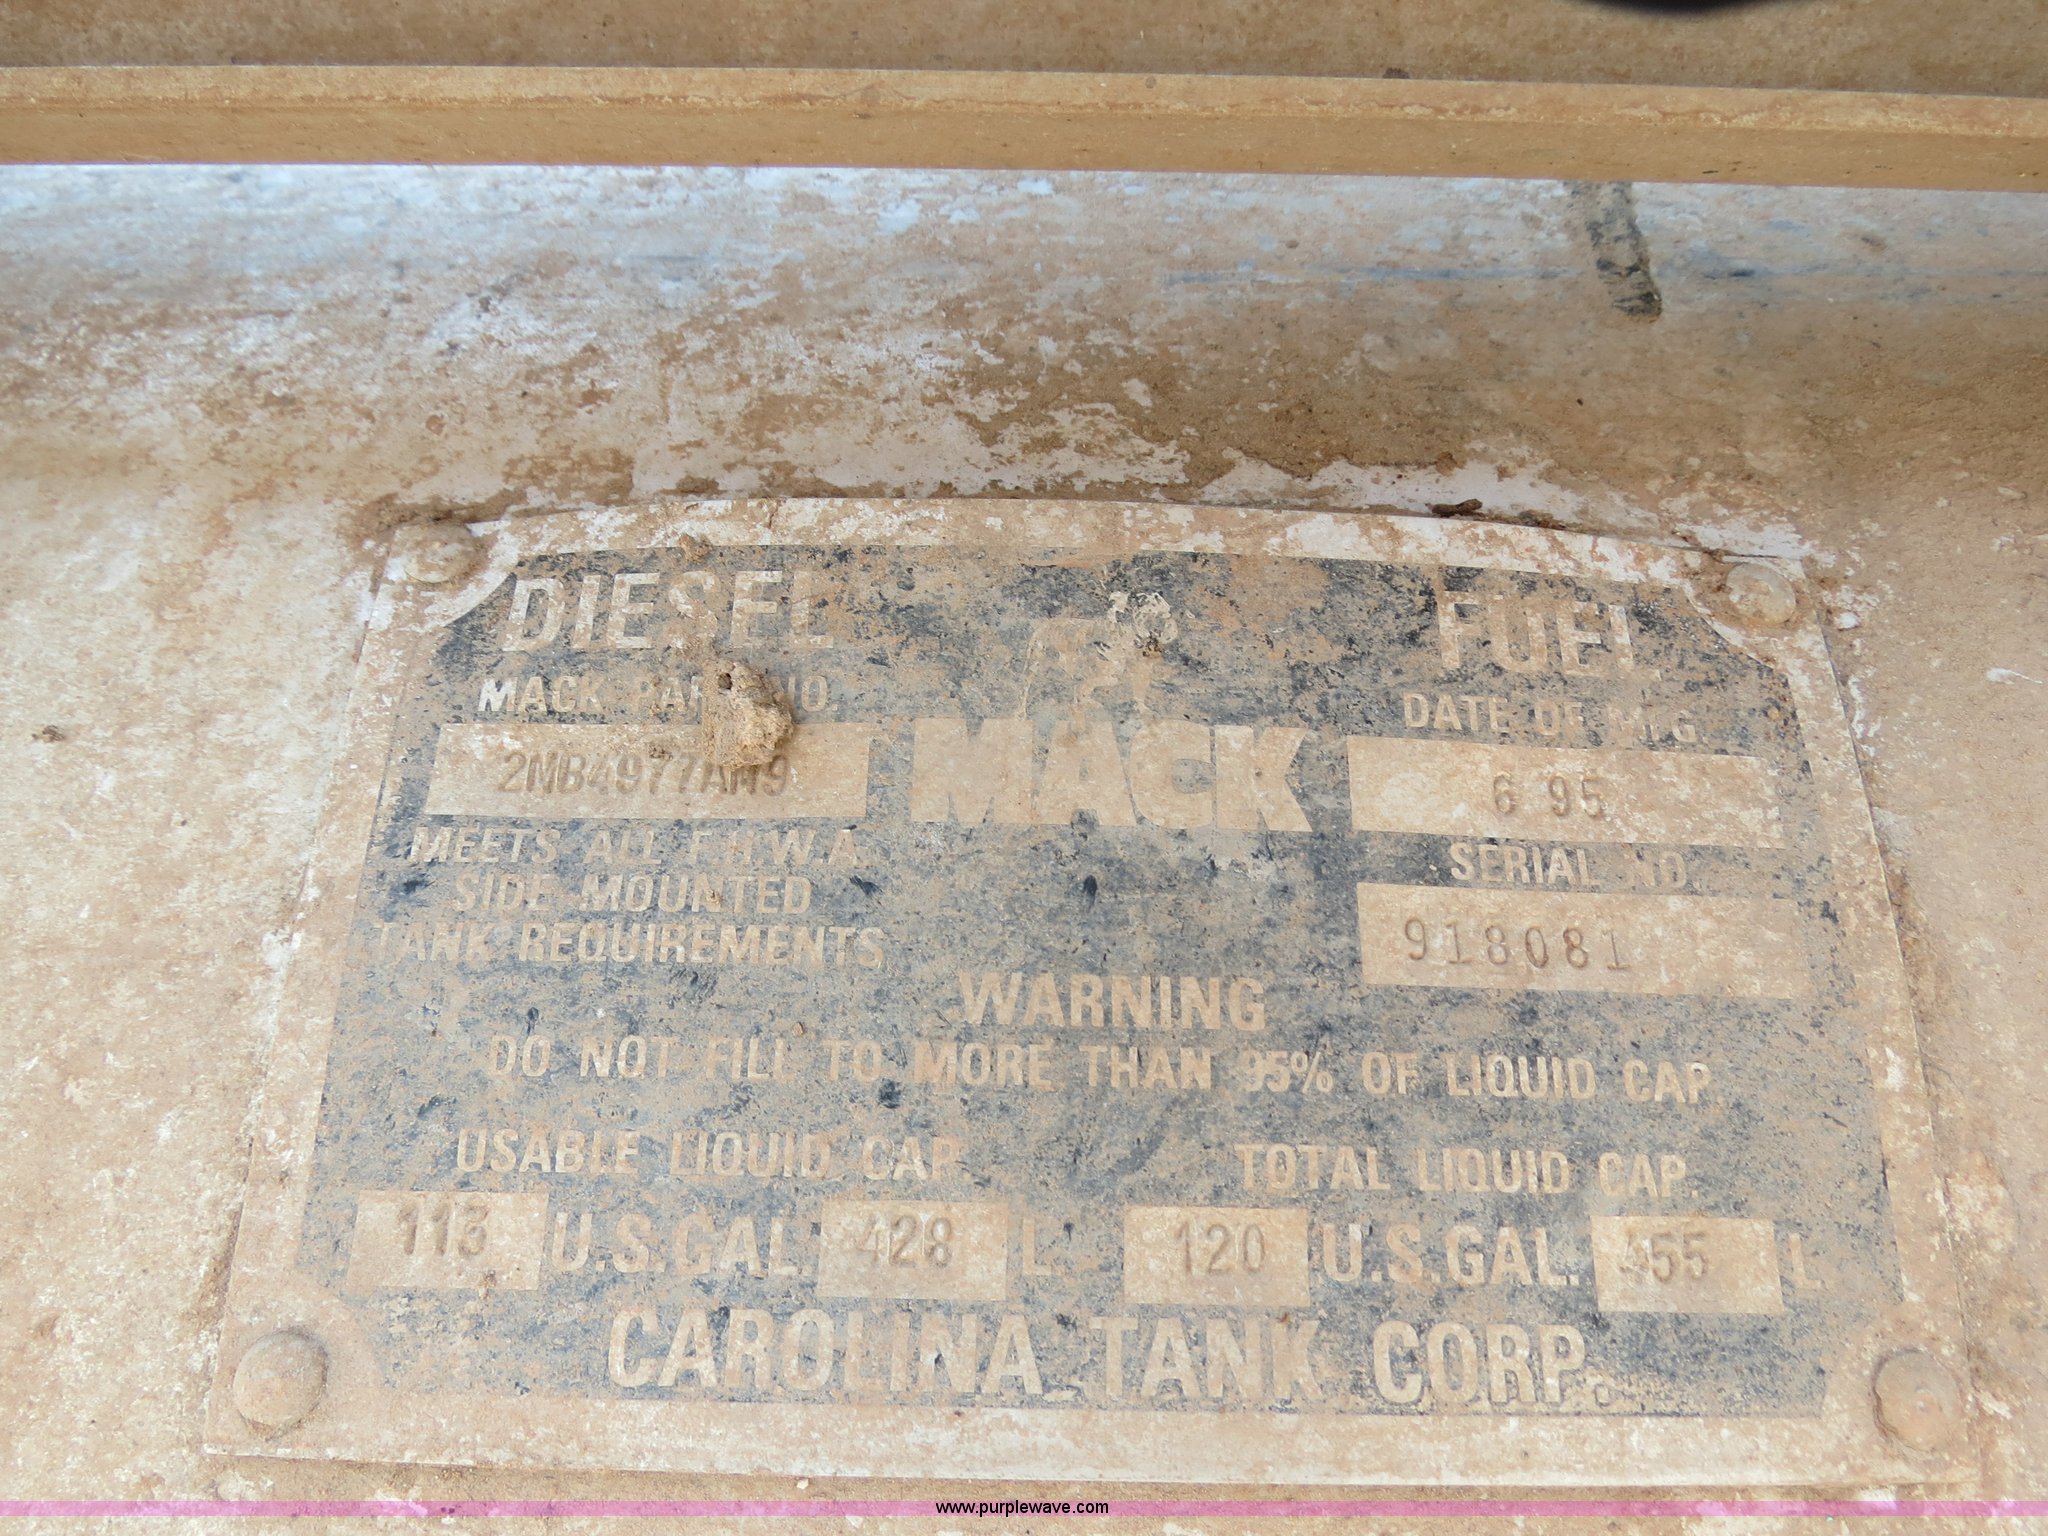 DIESEL FUEL
MACK PART NO.
DATE OF MFG.
2MB4977AM9
MACK
6 95
MEETS ALL F.H.W.A.
SIDE MOUNTED
TANK REQUIREMENTS
SERIAL NO.
918081
WARNING
DO NOT FILL TO MORE THAN 95% OF LIQUID CAP.
USABLE LIQUID CAP. TOTAL LIQUID CAP.
113 U.S.GAL. 428 L. 120 U.S.GAL. 455 L.
CAROLINA TANK CORP.
www.purplewave.com